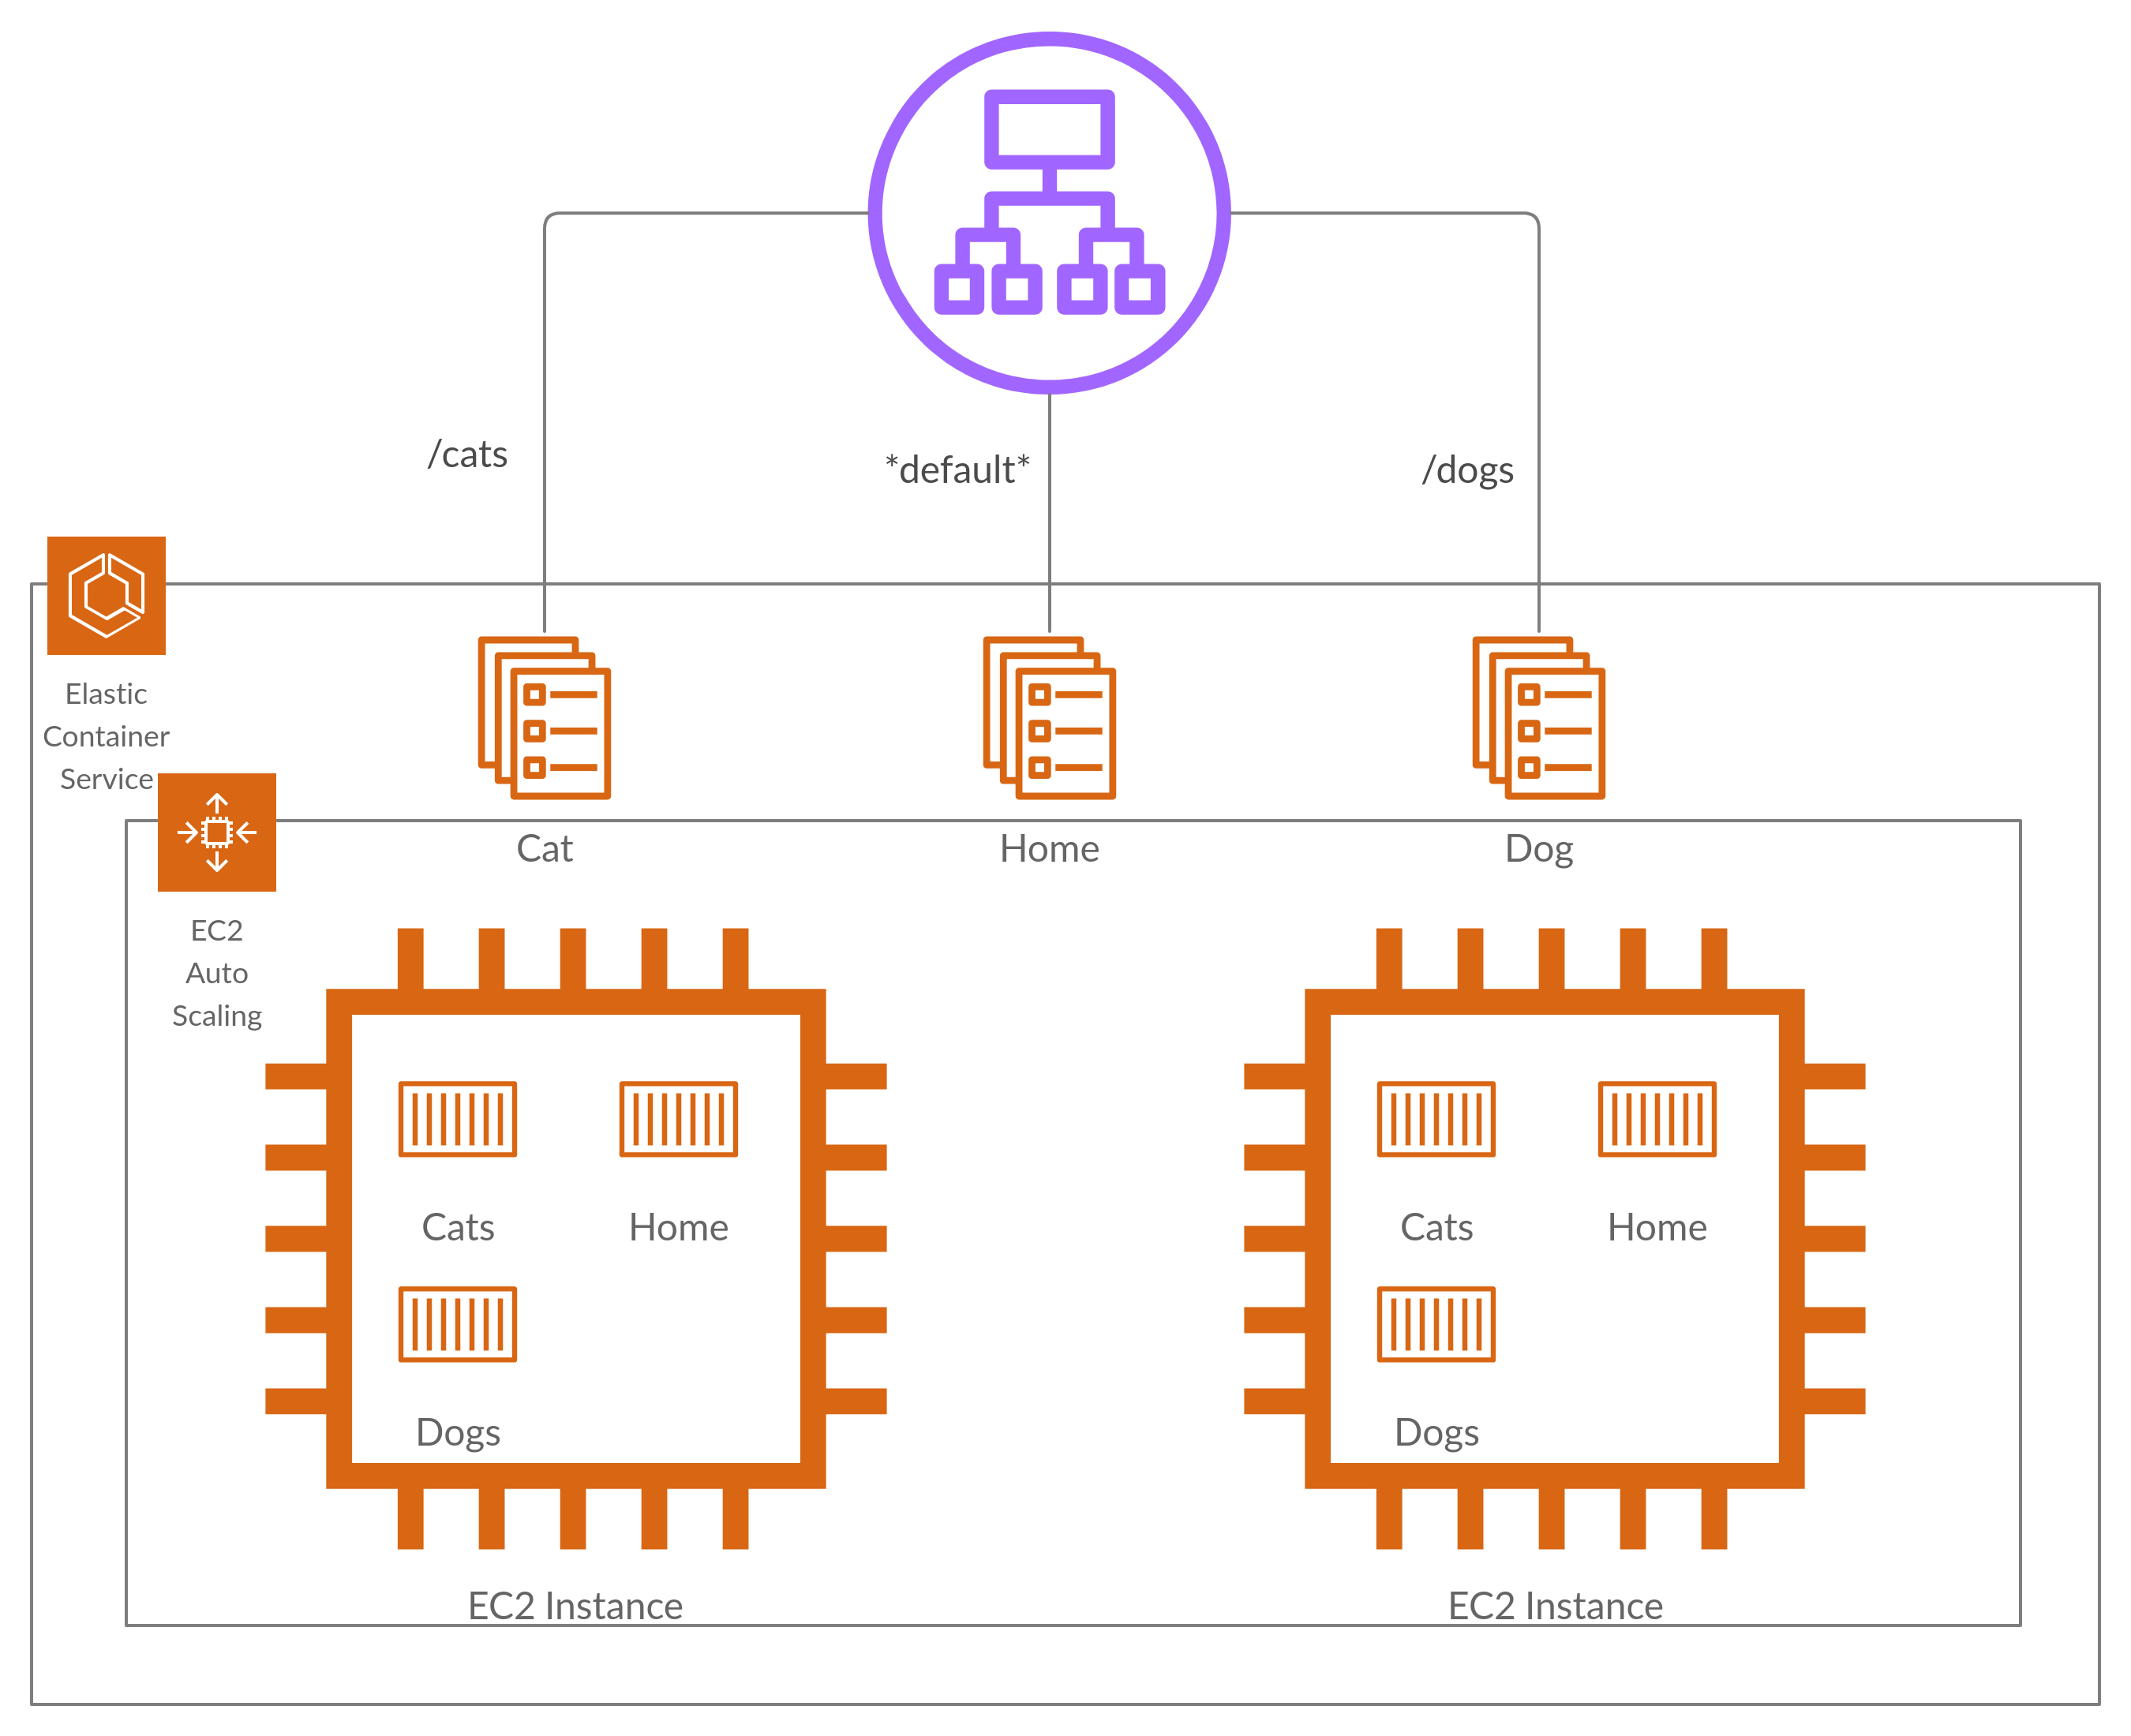 /cats
*default*
/dogs
Elastic
Container
Service
Cat
Home
Dog
EC2
Auto
Scaling
Cats
Home
Dogs
EC2 Instance
Cats
Home
Dogs
EC2 Instance